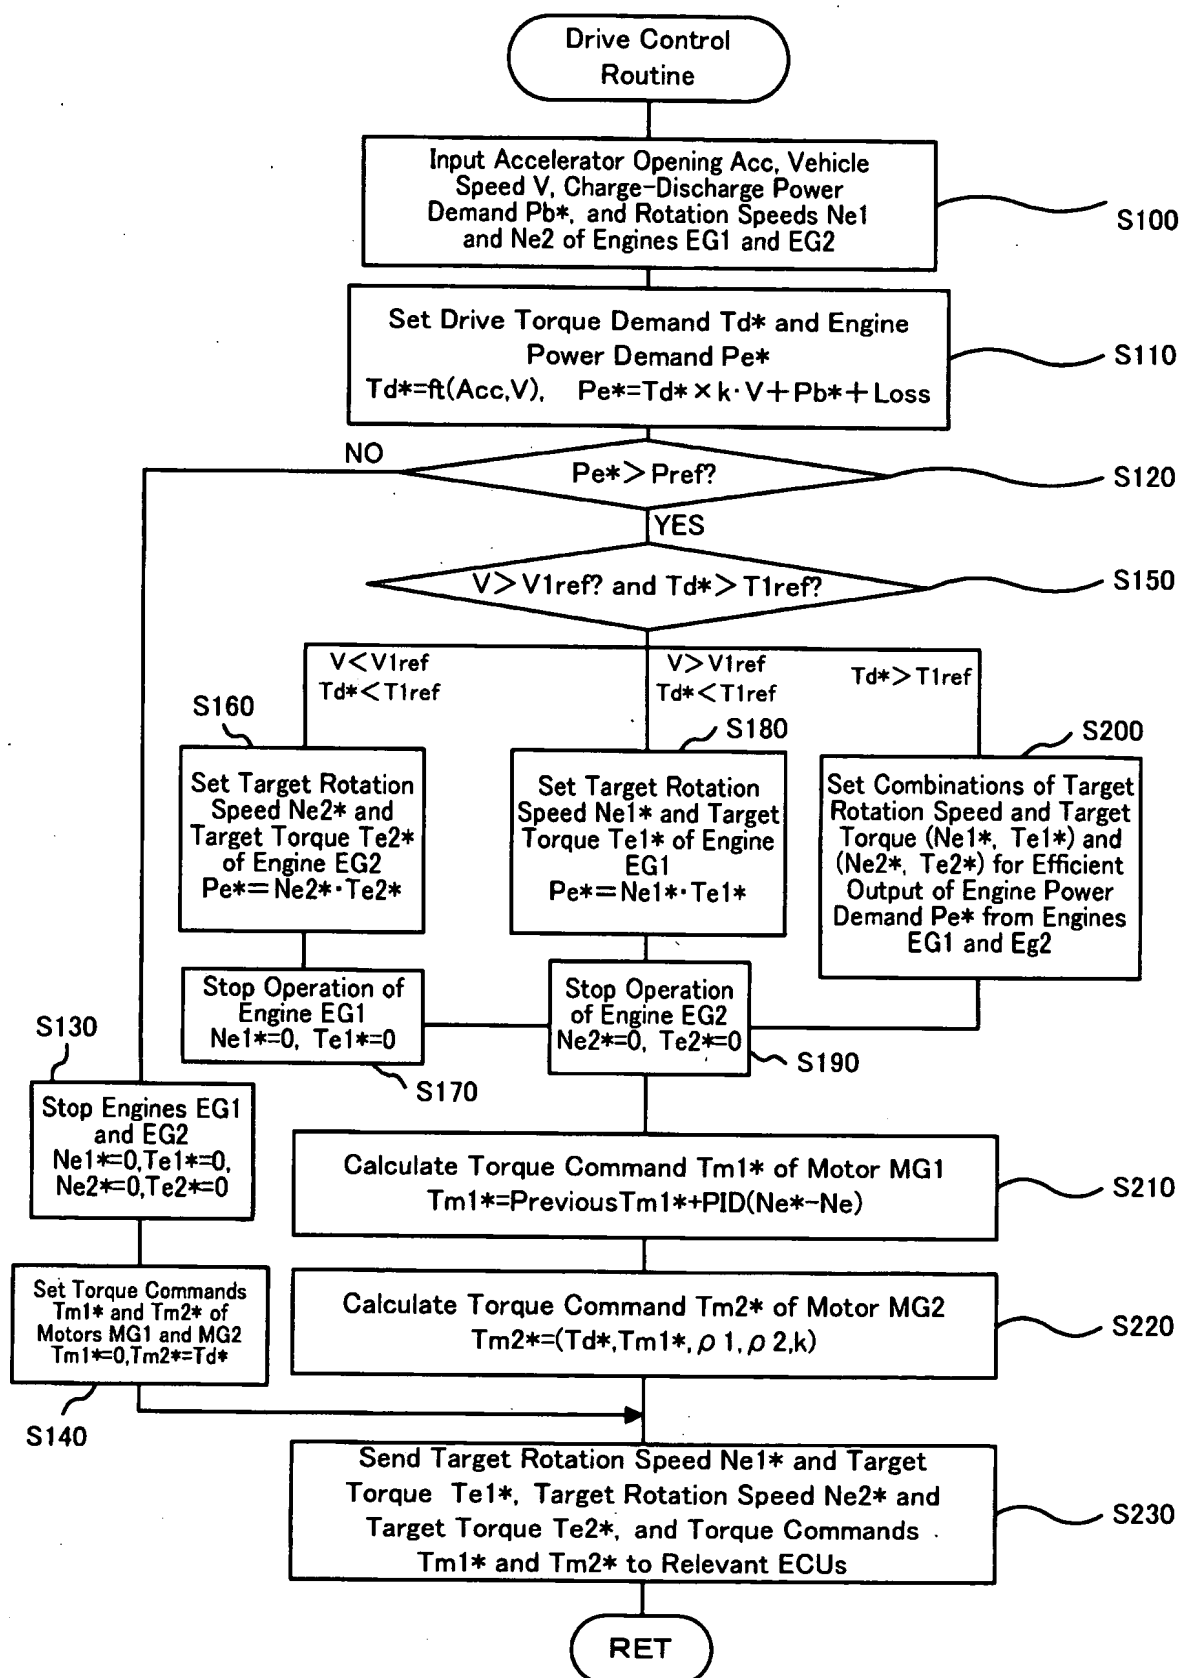 Drive Control
Routine
Input Accelerator Opening Acc, Vehicle
Speed V, Charge-Discharge Power
Demand Pb*, and Rotation Speeds Ne1
and Ne2 of Engines EG1 and EG2
S100
Set Drive Torque Demand Td* and Engine
Power Demand Pe*
Td*=ft(Acc,V), Pe*=Td*×k·V+Pb*+Loss
S110
NO
Pe*>Pref?
S120
YES
V>V1ref? and Td*>T1ref?
S150
V<V1ref
Td*<T1ref
V>V1ref
Td*<T1ref
Td*>T1ref
S160
Set Target Rotation
Speed Ne2* and
Target Torque Te2*
of Engine EG2
Pe*=Ne2*·Te2*
S180
Set Target Rotation
Speed Ne1* and Target
Torque Te1* of Engine
EG1
Pe*=Ne1*·Te1*
S200
Set Combinations of Target
Rotation Speed and Target
Torque (Ne1*, Te1*) and
(Ne2*, Te2*) for Efficient
Output of Engine Power
Demand Pe* from Engines
EG1 and Eg2
Stop Operation of
Engine EG1
Ne1*=0, Te1*=0
S170
Stop Operation
of Engine EG2
Ne2*=0, Te2*=0
S190
S130
Stop Engines EG1
and EG2
Ne1*=0,Te1*=0,
Ne2*=0,Te2*=0
Calculate Torque Command Tm1* of Motor MG1
Tm1*=PreviousTm1*+PID(Ne*-Ne)
S210
Set Torque Commands
Tm1* and Tm2* of
Motors MG1 and MG2
Tm1*=0,Tm2*=Td*
S140
Calculate Torque Command Tm2* of Motor MG2
Tm2*=(Td*,Tm1*,ρ1,ρ2,k)
S220
Send Target Rotation Speed Ne1* and Target
Torque Te1*, Target Rotation Speed Ne2* and
Target Torque Te2*, and Torque Commands
Tm1* and Tm2* to Relevant ECUs
S230
RET